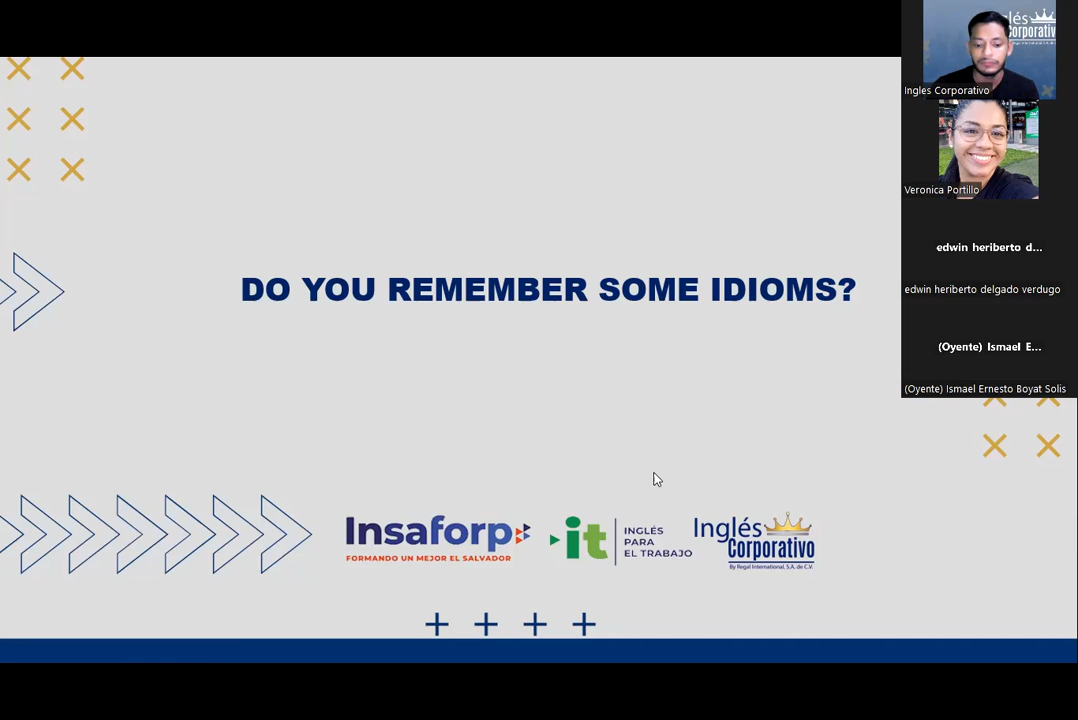 DO YOU REMEMBER SOME IDIOMS?
Insaforp
FORMANDO UN MEJOR EL SALVADOR
it
INGLÉS
PARA
EL TRABAJO
Inglés
Corporativo
By Regal International, S.A. de C.V.
lés
Corporativo
Ingles Corporativo
Veronica Portillo
edwin heriberto d...
edwin heriberto delgado verdugo
(Oyente) Ismael E...
(Oyente) Ismael Ernesto Boyat Solis